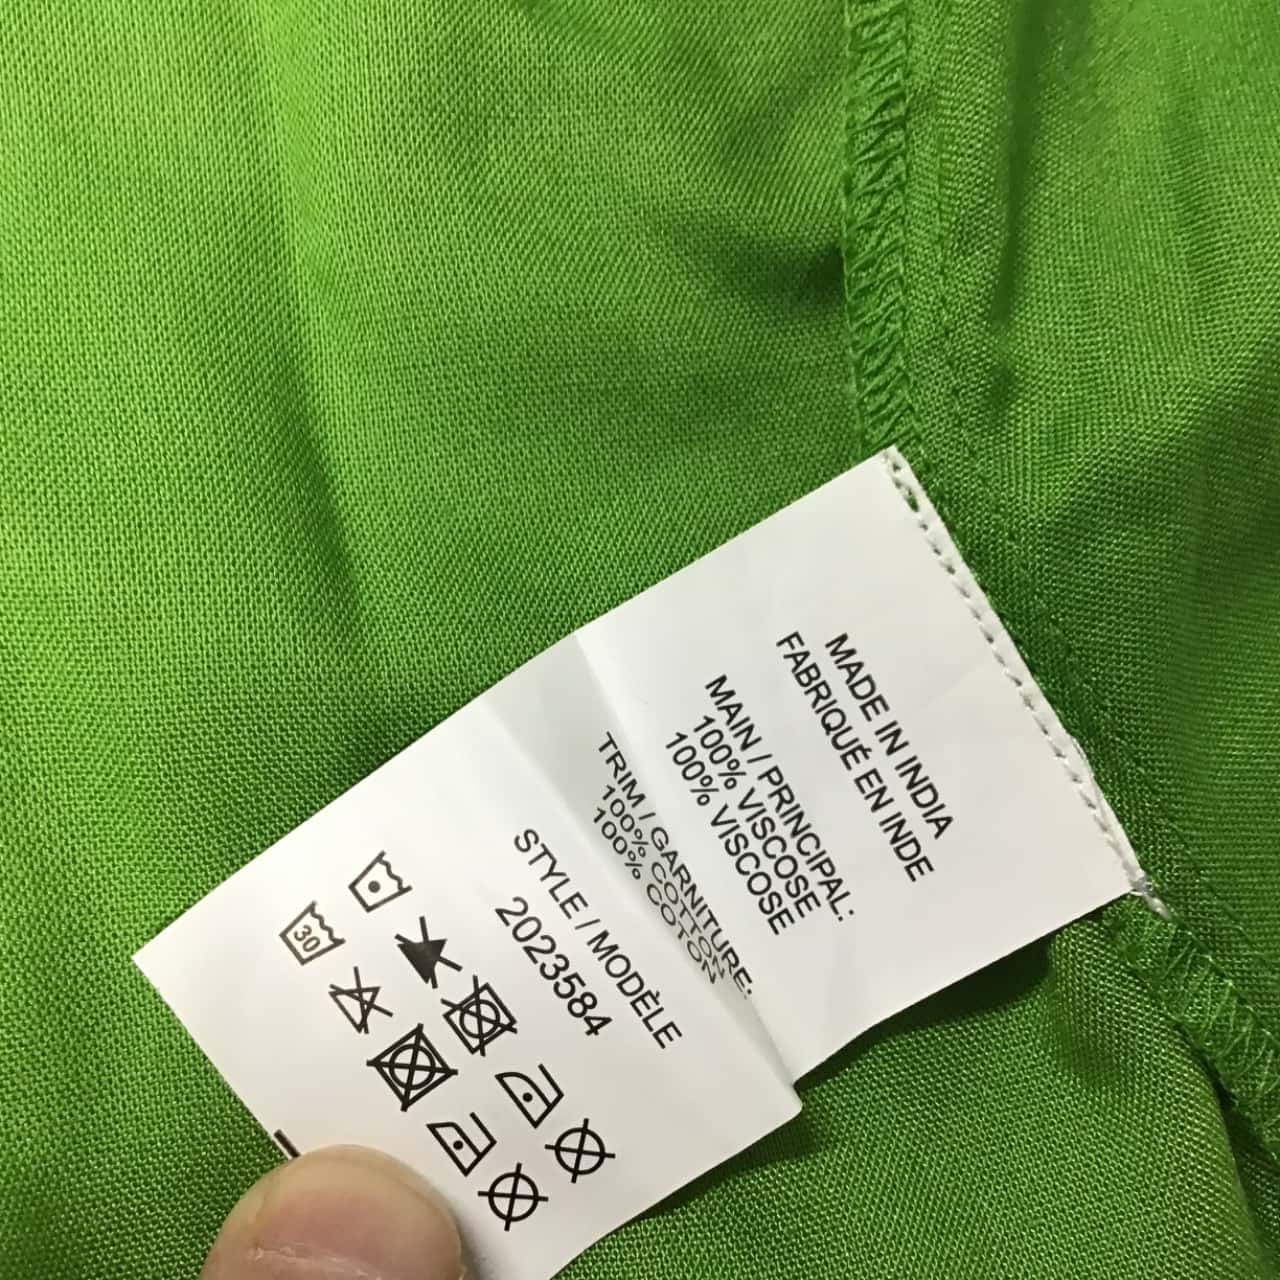 MADE IN INDIA
FABRIQUÉ EN INDE
MAIN / PRINCIPAL:
100% VISCOSE
100% VISCOSE
TRIM / GARNITURE:
100% COTTON
100% COTON
STYLE / MODÈLE
2023584
30